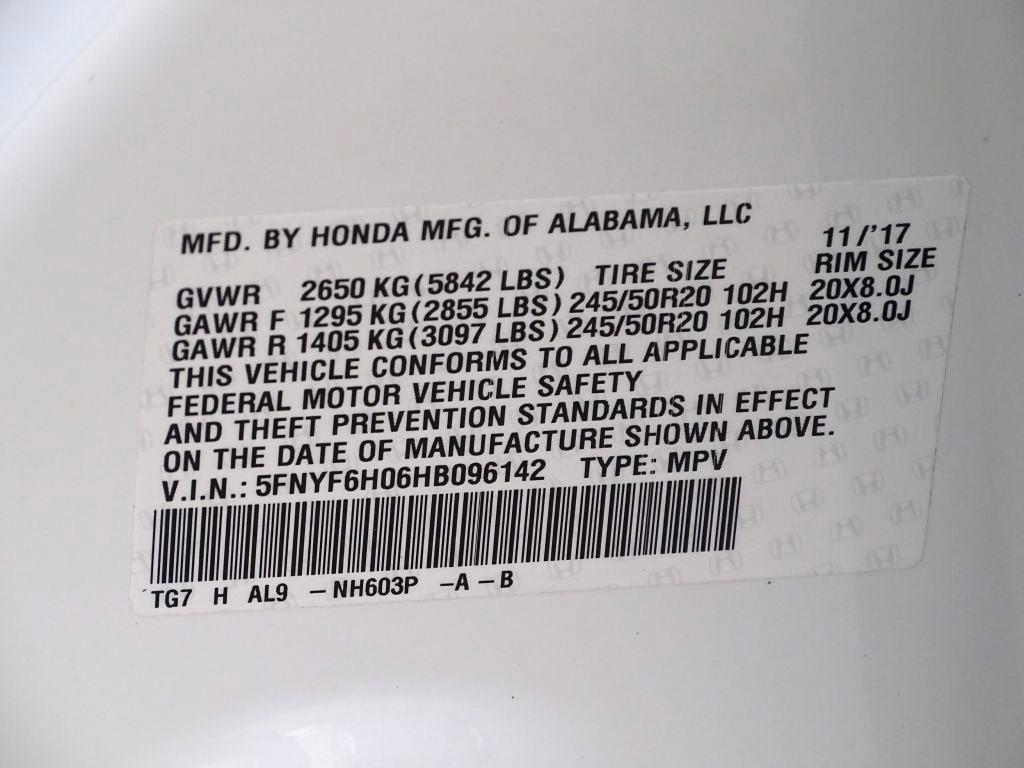 MFD. BY HONDA MFG. OF ALABAMA, LLC
11/'17
GVWR 2650 KG (5842 LBS) TIRE SIZE RIM SIZE
GAWR F 1295 KG (2855 LBS) 245/50R20 102H 20X8.0J
GAWR R 1405 KG (3097 LBS) 245/50R20 102H 20X8.0J
THIS VEHICLE CONFORMS TO ALL APPLICABLE
FEDERAL MOTOR VEHICLE SAFETY
AND THEFT PREVENTION STANDARDS IN EFFECT
ON THE DATE OF MANUFACTURE SHOWN ABOVE.
V.I.N.: 5FNYF6H06HB096142 TYPE: MPV
TG7 H AL9 – NH603P –A – B